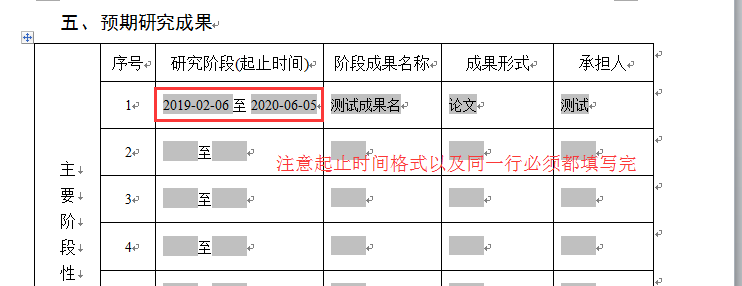 五、预期研究成果
序号 研究阶段(起止时间) 阶段成果名称 成果形式 承担人
1 2019-02-06 至 2020-06-05 测试成果名 论文 测试
2 至
注意起止时间格式以及同一行必须都填写完
3 至
4 至
主要阶段性